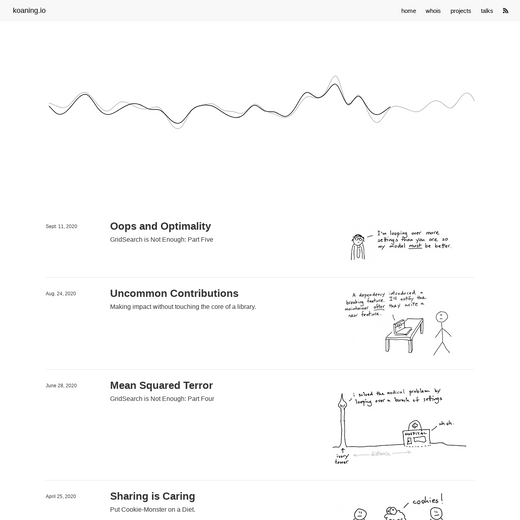 koaning.io
home whois projects talks
Sept. 11, 2020
Oops and Optimality
GridSearch is Not Enough: Part Five
I'm looping over more
settings than you are so
my model must be better.
Aug. 24, 2020
Uncommon Contributions
Making impact without touching the core of a library.
A dependency introduced a
breaking feature. I'll notify the
maintainer after they write a
new feature.
June 28, 2020
Mean Squared Terror
GridSearch is Not Enough: Part Four
i solved the medical problem by
looping over a bunch of settings
uh oh.
MEDICAL
ivory
tower
distance
April 25, 2020
Sharing is Caring
Put Cookie-Monster on a Diet.
cookies!